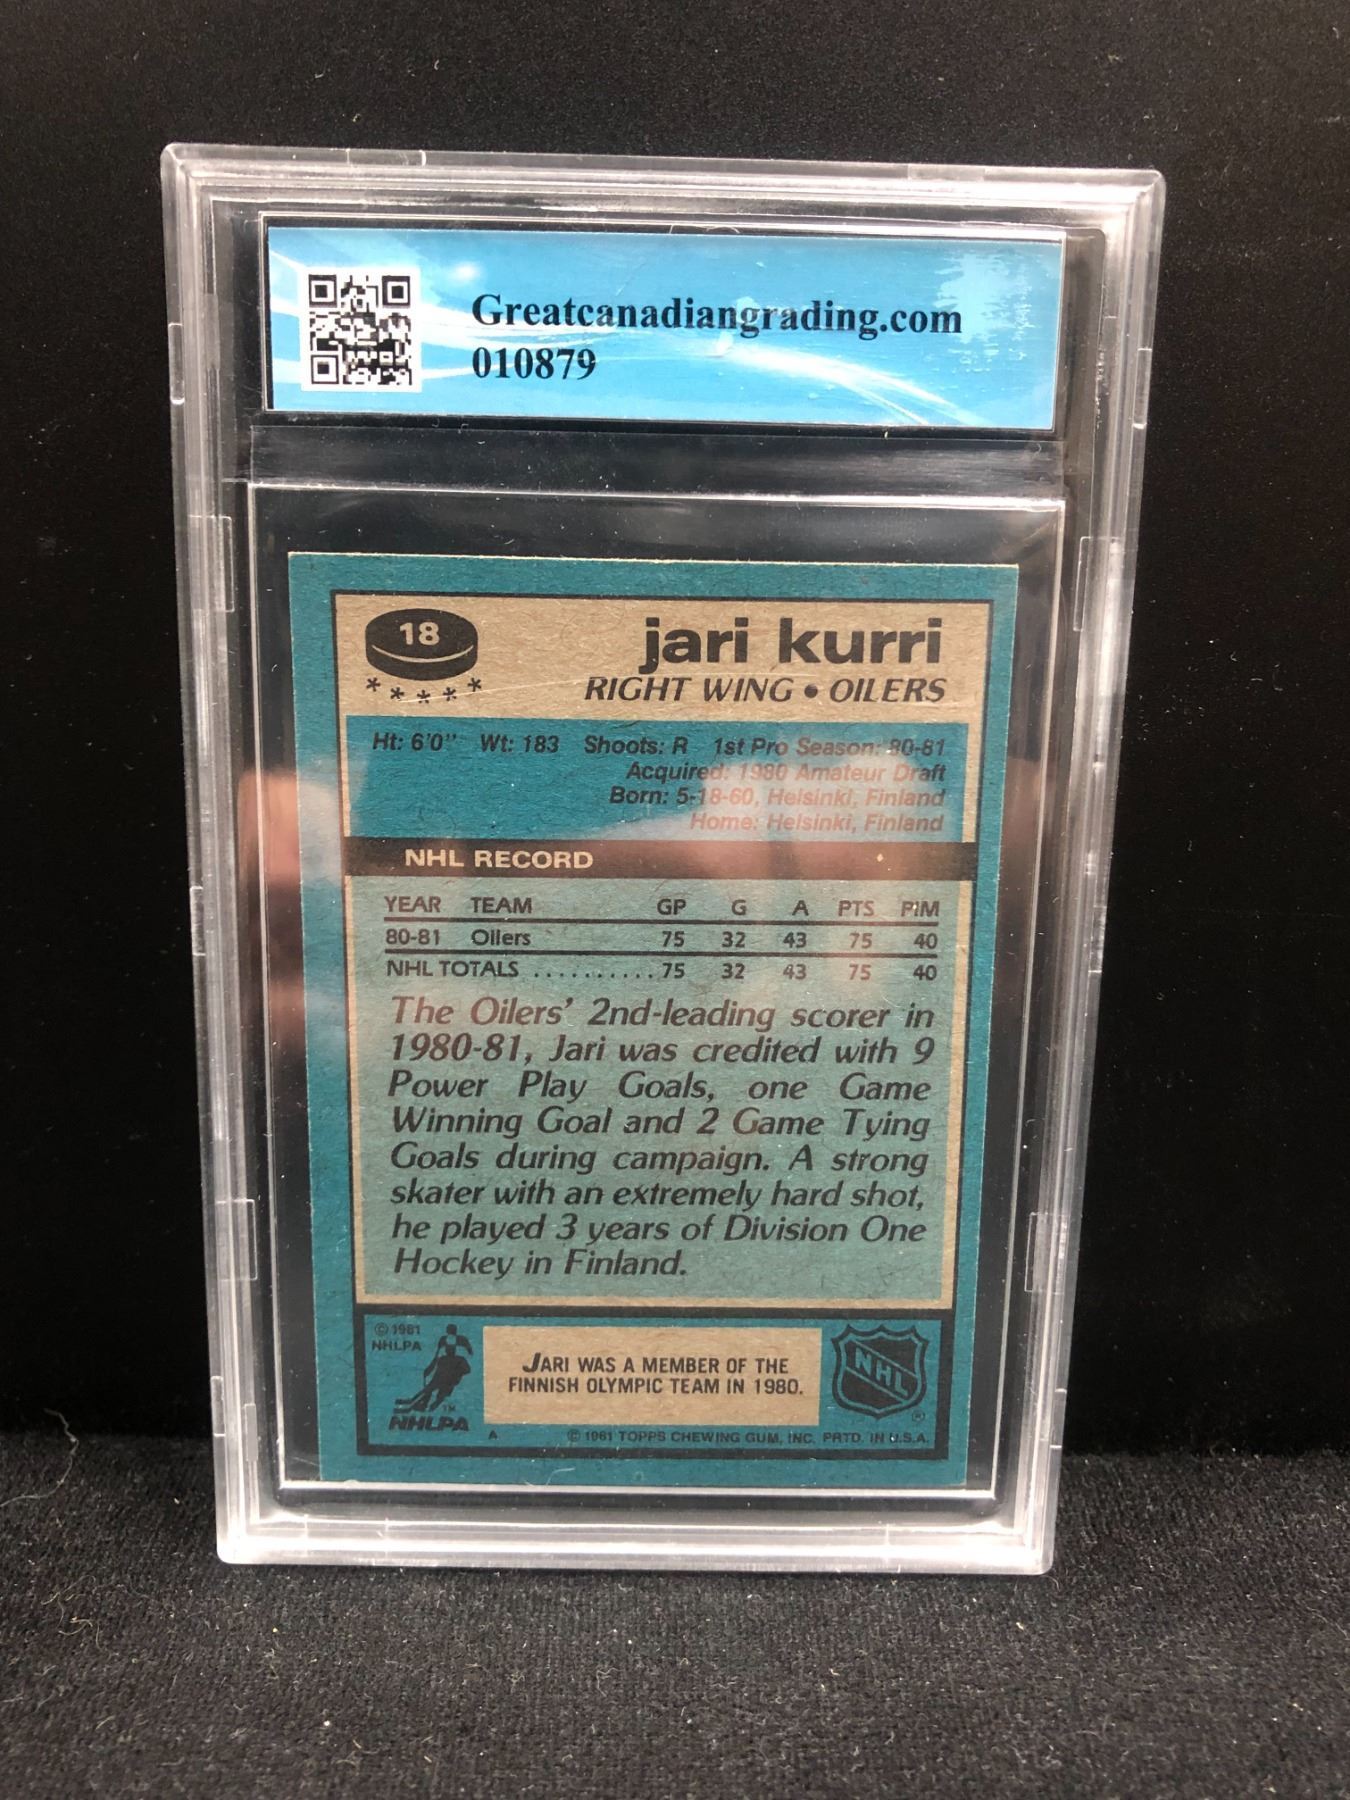 Greatcanadiangrading.com
010879
18
jari kurri
RIGHT WING • OILERS
Ht: 6'0" Wt: 183 Shoots: R 1st Pro Season: 80-81
Acquired: 1980 Amateur Draft
Born: 5-18-60, Helsinki, Finland
Home: Helsinki, Finland
NHL RECORD
YEAR TEAM GP G A PTS PIM
80-81 Oilers 75 32 43 75 40
NHL TOTALS .......... 75 32 43 75 40
The Oilers' 2nd-leading scorer in
1980-81, Jari was credited with 9
Power Play Goals, one Game
Winning Goal and 2 Game Tying
Goals during campaign. A strong
skater with an extremely hard shot,
he played 3 years of Division One
Hockey in Finland.
© 1981
NHLPA
TM
NHLPA
JARI WAS A MEMBER OF THE
FINNISH OLYMPIC TEAM IN 1980.
NHL
®
A © 1981 TOPPS CHEWING GUM, INC. PRTD. IN U.S.A.